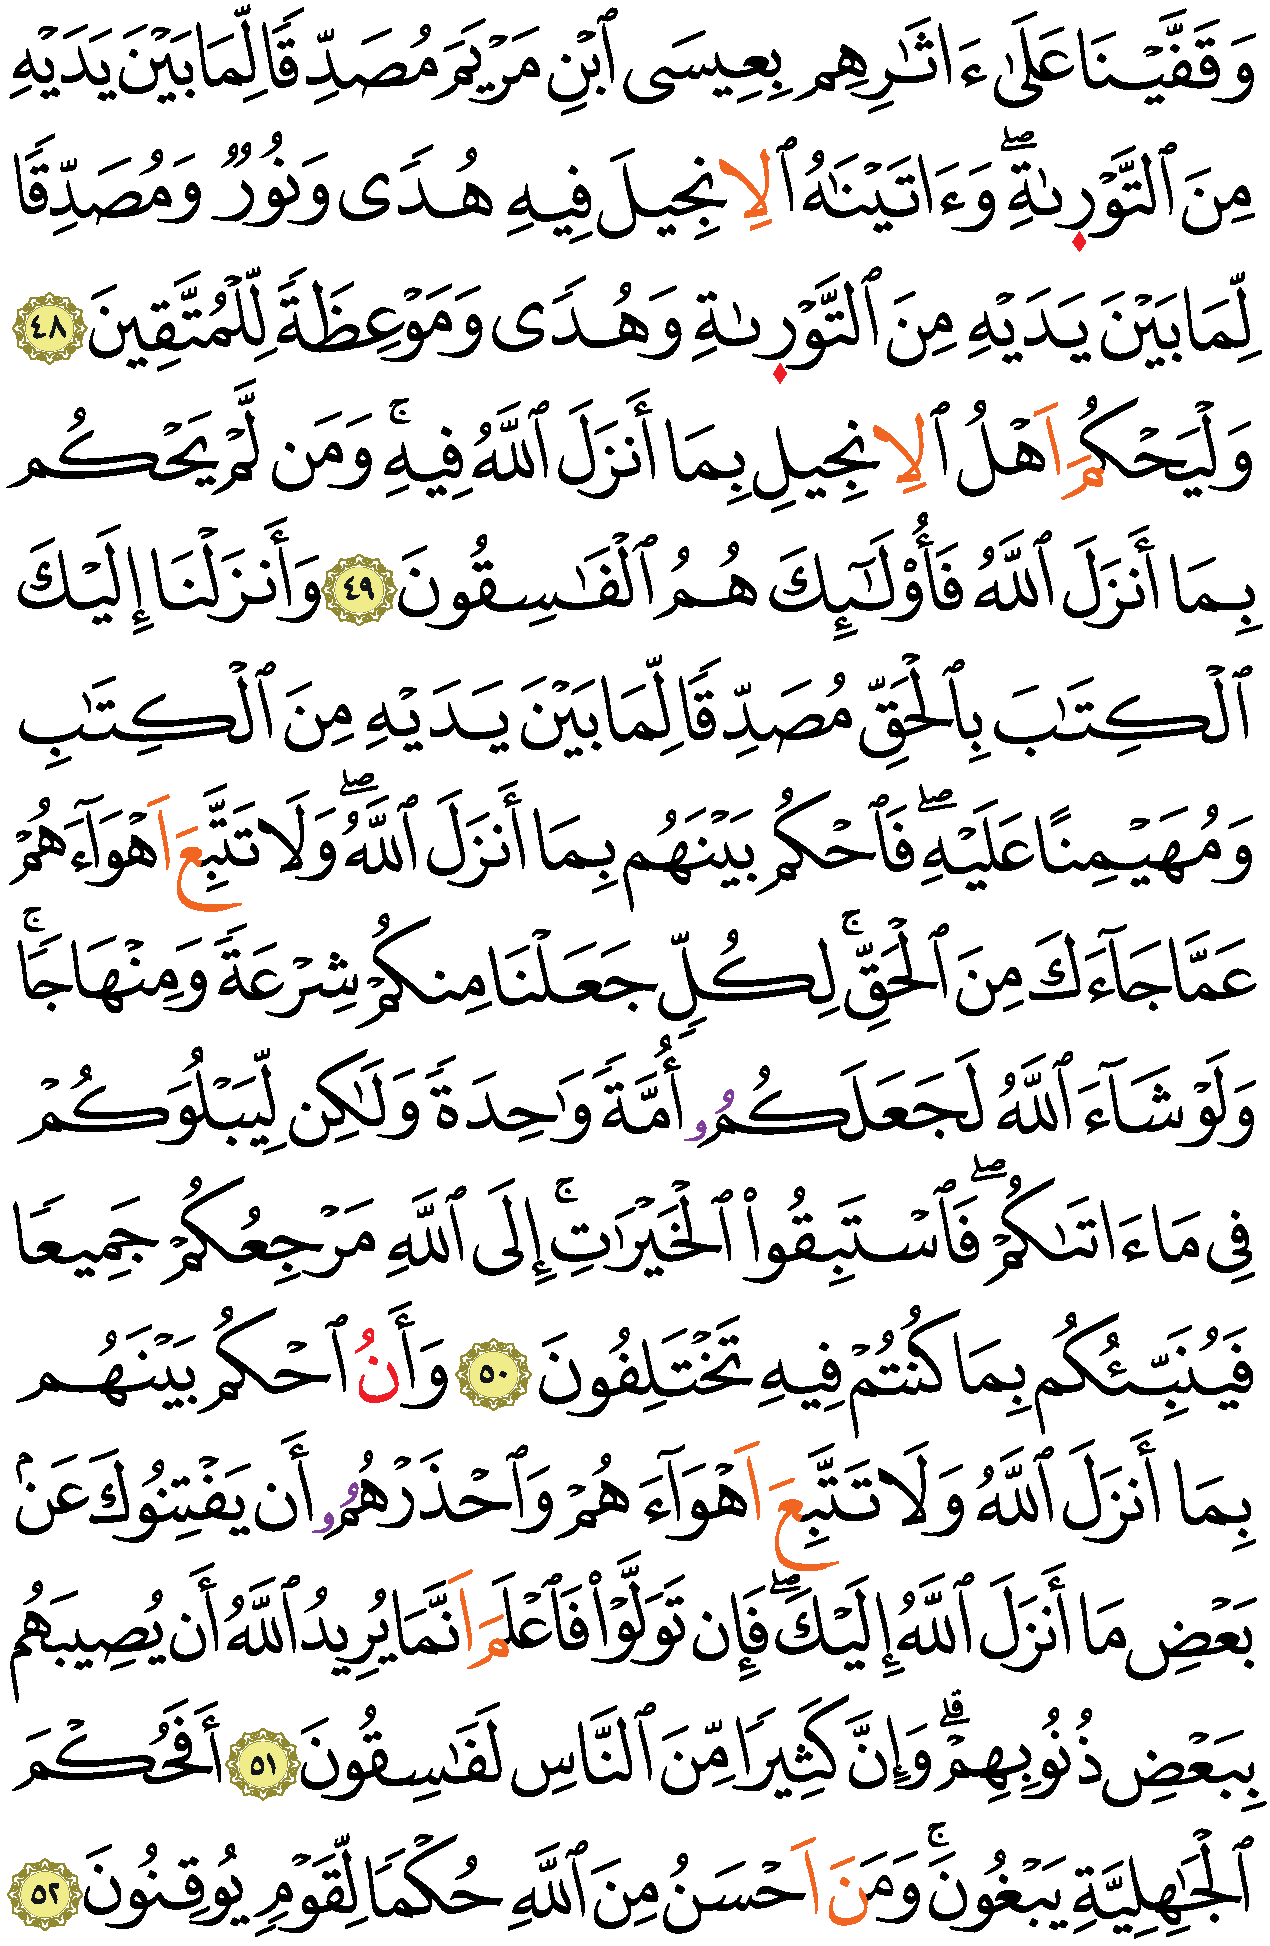 وَقَفَّيْنَا عَلَىٰ ءَاثَٰرِهِم بِعِيسَى ٱبْنِ مَرْيَمَ مُصَدِّقًا لِّمَا بَيْنَ يَدَيْهِ
مِنَ ٱلتَّوْرِىٰةِۖ وَءَاتَيْنَٰهُ ٱلِانجِيلَ فِيهِ هُدًى وَنُورٌ وَمُصَدِّقًا
لِّمَا بَيْنَ يَدَيْهِ مِنَ ٱلتَّوْرِىٰةِ وَهُدًى وَمَوْعِظَةً لِّلْمُتَّقِينَ ٤٨
وَلْيَحْكُمَ اَهْلُ ٱلِانجِيلِ بِمَا أَنزَلَ ٱللَّهُ فِيهِۚ وَمَن لَّمْ يَحْكُم
بِمَا أَنزَلَ ٱللَّهُ فَأُوْلَٰٓئِكَ هُمُ ٱلْفَٰسِقُونَ ٤٩ وَأَنزَلْنَا إِلَيْكَ
ٱلْكِتَٰبَ بِٱلْحَقِّ مُصَدِّقًا لِّمَا بَيْنَ يَدَيْهِ مِنَ ٱلْكِتَٰبِ
وَمُهَيْمِنًا عَلَيْهِۖ فَٱحْكُم بَيْنَهُم بِمَا أَنزَلَ ٱللَّهُۖ وَلَا تَتَّبِعَ اَهْوَآءَهُمْ
عَمَّا جَآءَكَ مِنَ ٱلْحَقِّۚ لِكُلٍّ جَعَلْنَا مِنكُمْ شِرْعَةً وَمِنْهَاجًاۚ
وَلَوْ شَآءَ ٱللَّهُ لَجَعَلَكُمُۥ أُمَّةً وَٰحِدَةً وَلَٰكِن لِّيَبْلُوَكُمْ
فِي مَا ءَاتَىٰكُمْۖ فَٱسْتَبِقُواْ ٱلْخَيْرَٰتِۚ إِلَى ٱللَّهِ مَرْجِعُكُمْ جَمِيعًا
فَيُنَبِّئُكُم بِمَا كُنتُمْ فِيهِ تَخْتَلِفُونَ ٥٠ وَأَنُ ٱحْكُم بَيْنَهُم
بِمَا أَنزَلَ ٱللَّهُ وَلَا تَتَّبِعَ اَهْوَآءَهُمْ وَٱحْذَرْهُمُۥ أَن يَفْتِنُوكَ عَنۢ
بَعْضِ مَا أَنزَلَ ٱللَّهُ إِلَيْكَۖ فَإِن تَوَلَّوْاْ فَٱعْلَمَ اَنَّمَا يُرِيدُ ٱللَّهُ أَن يُصِيبَهُم
بِبَعْضِ ذُنُوبِهِمْۗ وَإِنَّ كَثِيرًا مِّنَ ٱلنَّاسِ لَفَٰسِقُونَ ٥١ أَفَحُكْمَ
ٱلْجَٰهِلِيَّةِ يَبْغُونَۚ وَمَنَ اَحْسَنُ مِنَ ٱللَّهِ حُكْمًا لِّقَوْمٍ يُوقِنُونَ ٥٢